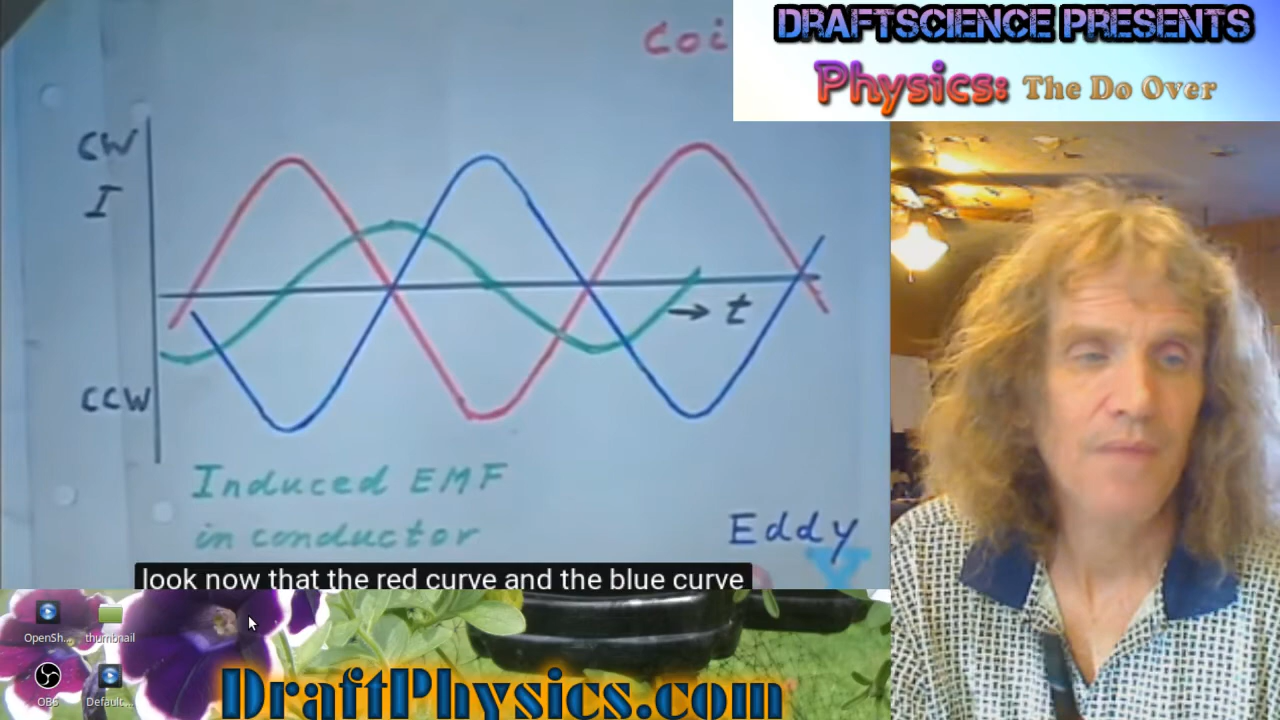 Coi
DRAFTSCIENCE PRESENTS
Physics: The Do Over
CW
I
t
CCW
Induced EMF
in conductor
Eddy
look now that the red curve and the blue curve
OpenSh...
thumbnail
OBS
Default...
DraftPhysics.com